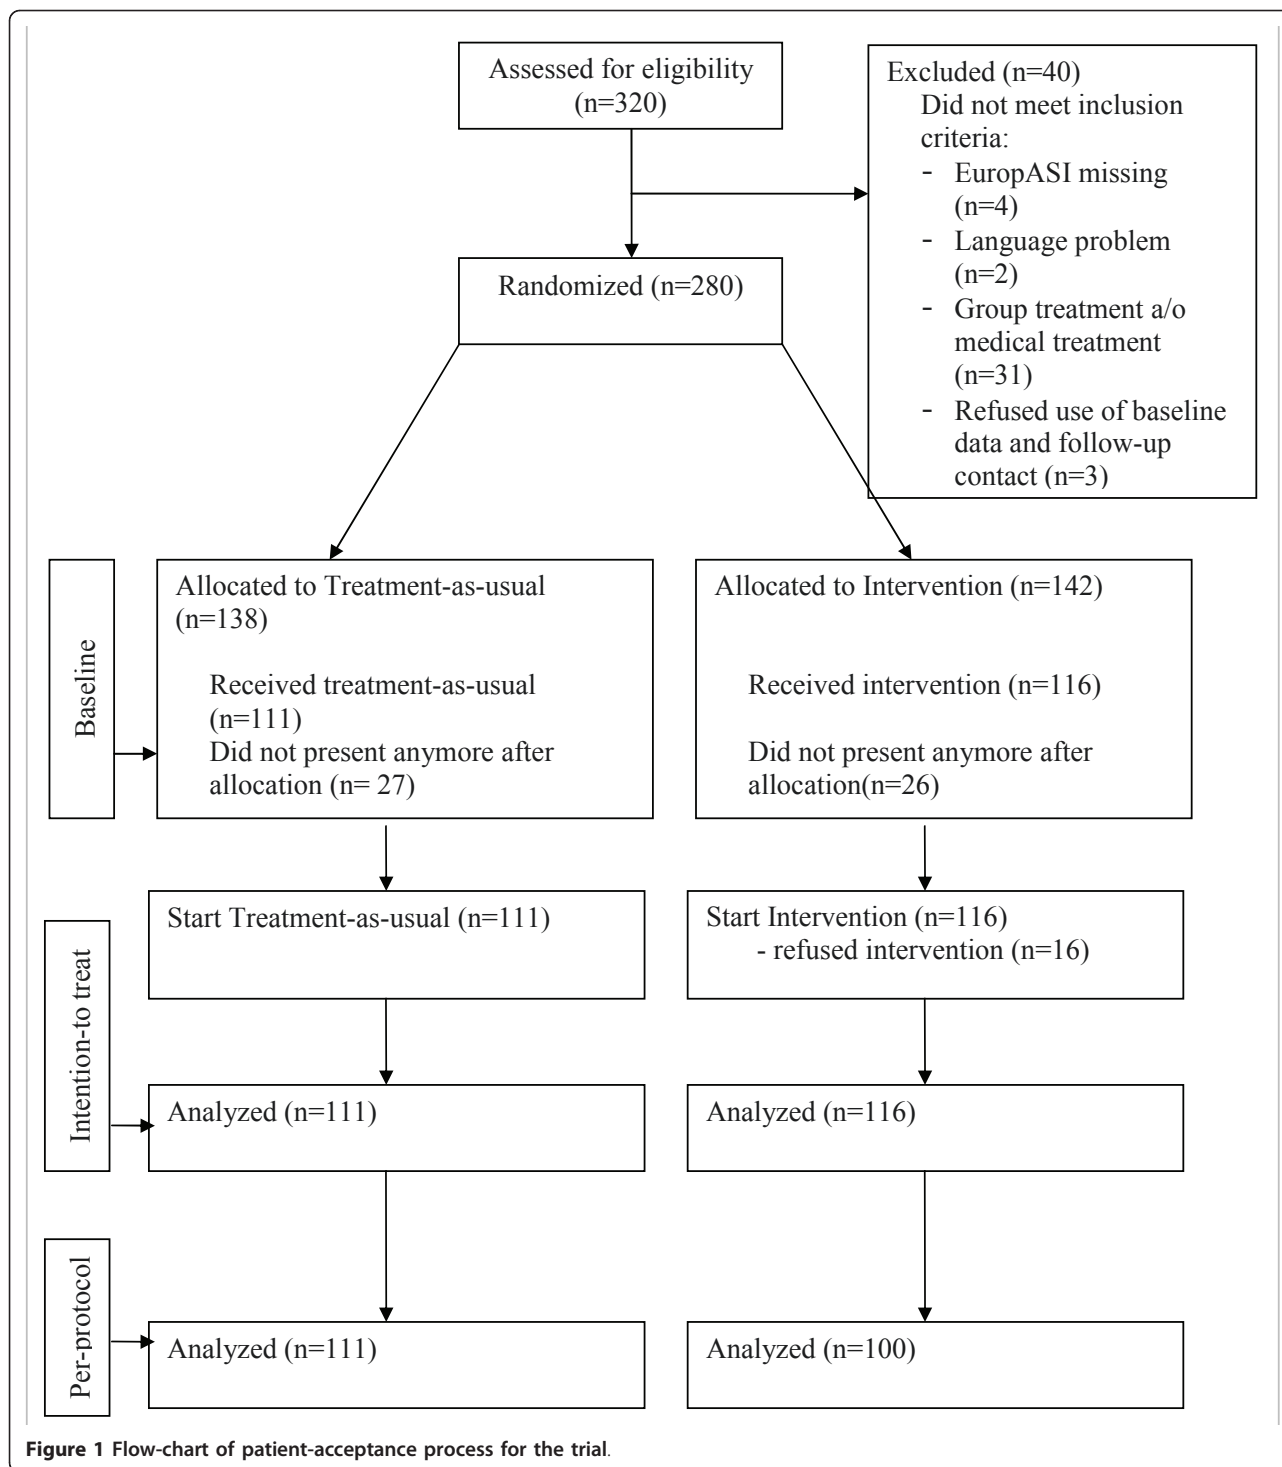 Assessed for eligibility
(n=320)
Excluded (n=40)
Did not meet inclusion
criteria:
- EuropASI missing
(n=4)
- Language problem
(n=2)
- Group treatment a/o
medical treatment
(n=31)
- Refused use of baseline
data and follow-up
contact (n=3)
Randomized (n=280)
Baseline
Allocated to Treatment-as-usual
(n=138)
Received treatment-as-usual
(n=111)
Did not present anymore after
allocation (n= 27)
Allocated to Intervention (n=142)
Received intervention (n=116)
Did not present anymore after
allocation(n=26)
Intention-to treat
Start Treatment-as-usual (n=111)
Start Intervention (n=116)
- refused intervention (n=16)
Analyzed (n=111)
Analyzed (n=116)
Per-protocol
Analyzed (n=111)
Analyzed (n=100)
Figure 1 Flow-chart of patient-acceptance process for the trial.